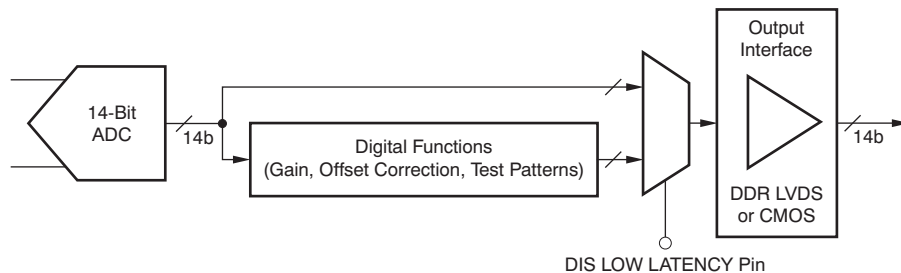 14-Bit
ADC
14b
Digital Functions
(Gain, Offset Correction, Test Patterns)
Output
Interface
DDR LVDS
or CMOS
14b
DIS LOW LATENCY Pin